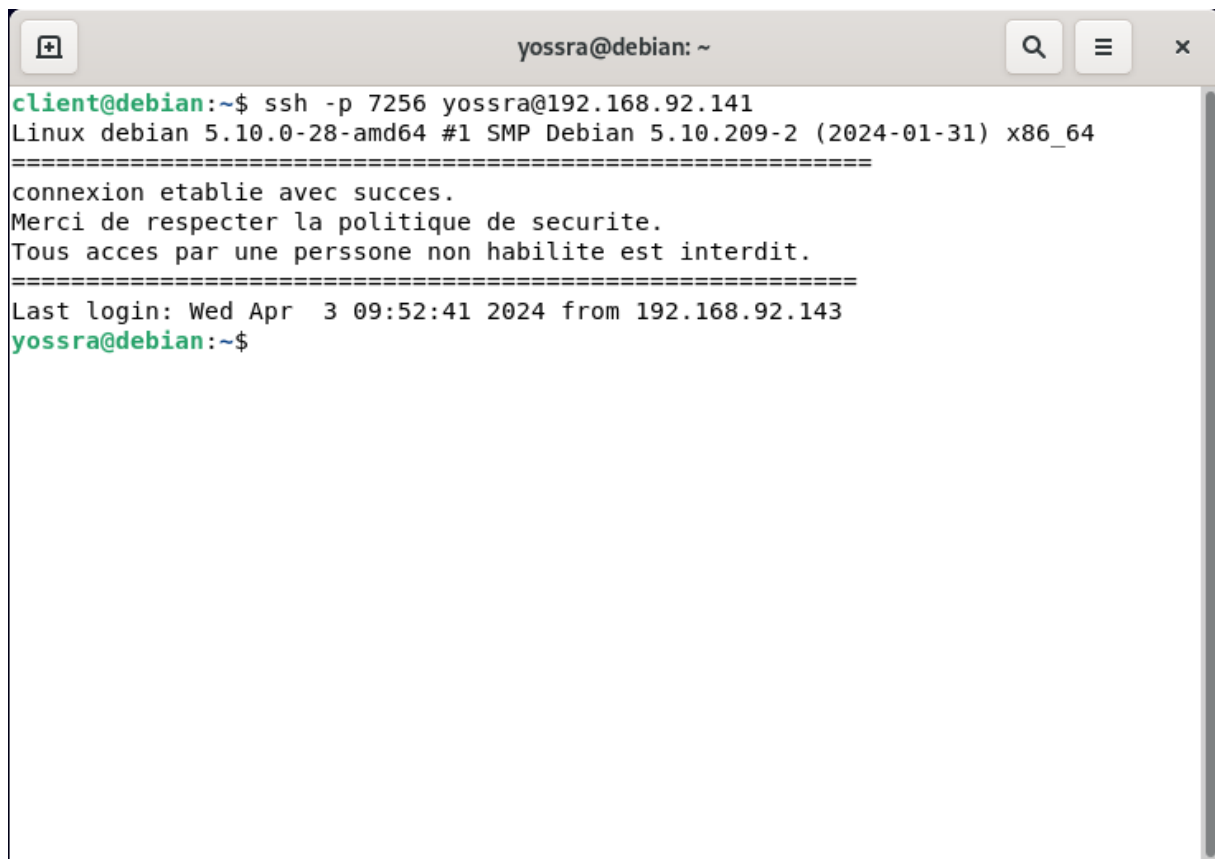 yossra@debian: ~
client@debian:~$ ssh -p 7256 yossra@192.168.92.141
Linux debian 5.10.0-28-amd64 #1 SMP Debian 5.10.209-2 (2024-01-31) x86_64
==========================================================
connexion etablie avec succes.
Merci de respecter la politique de securite.
Tous acces par une perssone non habilite est interdit.
=========================================================
Last login: Wed Apr  3 09:52:41 2024 from 192.168.92.143
yossra@debian:~$